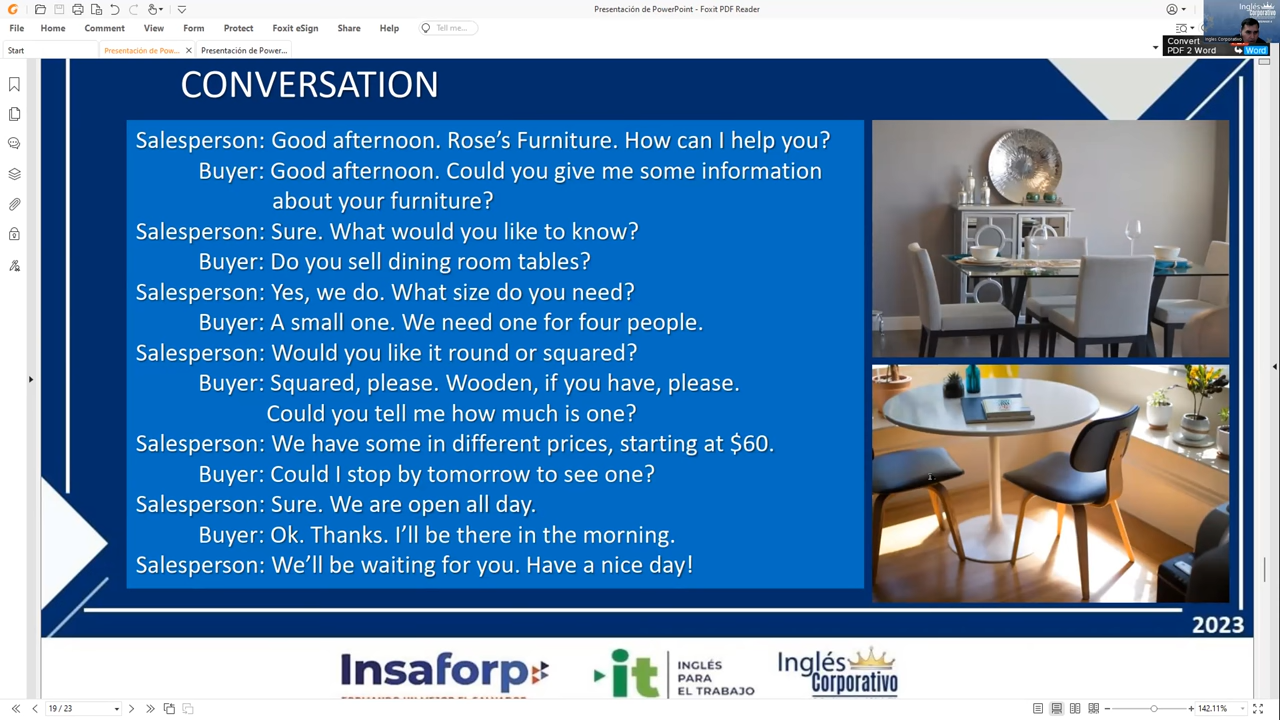 Presentación de PowerPoint - Foxit PDF Reader
Inglés
Corporativo
File Home Comment View Form Protect Foxit eSign Share Help Tell me...
Inglés Corporativo
Convert
PDF 2 Word
Word
Start Presentación de Pow... Presentación de Power...
CONVERSATION
Salesperson: Good afternoon. Rose’s Furniture. How can I help you?
Buyer: Good afternoon. Could you give me some information
about your furniture?
Salesperson: Sure. What would you like to know?
Buyer: Do you sell dining room tables?
Salesperson: Yes, we do. What size do you need?
Buyer: A small one. We need one for four people.
Salesperson: Would you like it round or squared?
Buyer: Squared, please. Wooden, if you have, please.
Could you tell me how much is one?
Salesperson: We have some in different prices, starting at $60.
Buyer: Could I stop by tomorrow to see one?
Salesperson: Sure. We are open all day.
Buyer: Ok. Thanks. I’ll be there in the morning.
Salesperson: We’ll be waiting for you. Have a nice day!
2023
Insaforp
it
INGLÉS
PARA
EL TRABAJO
Inglés
Corporativo
19 / 23
142.11%